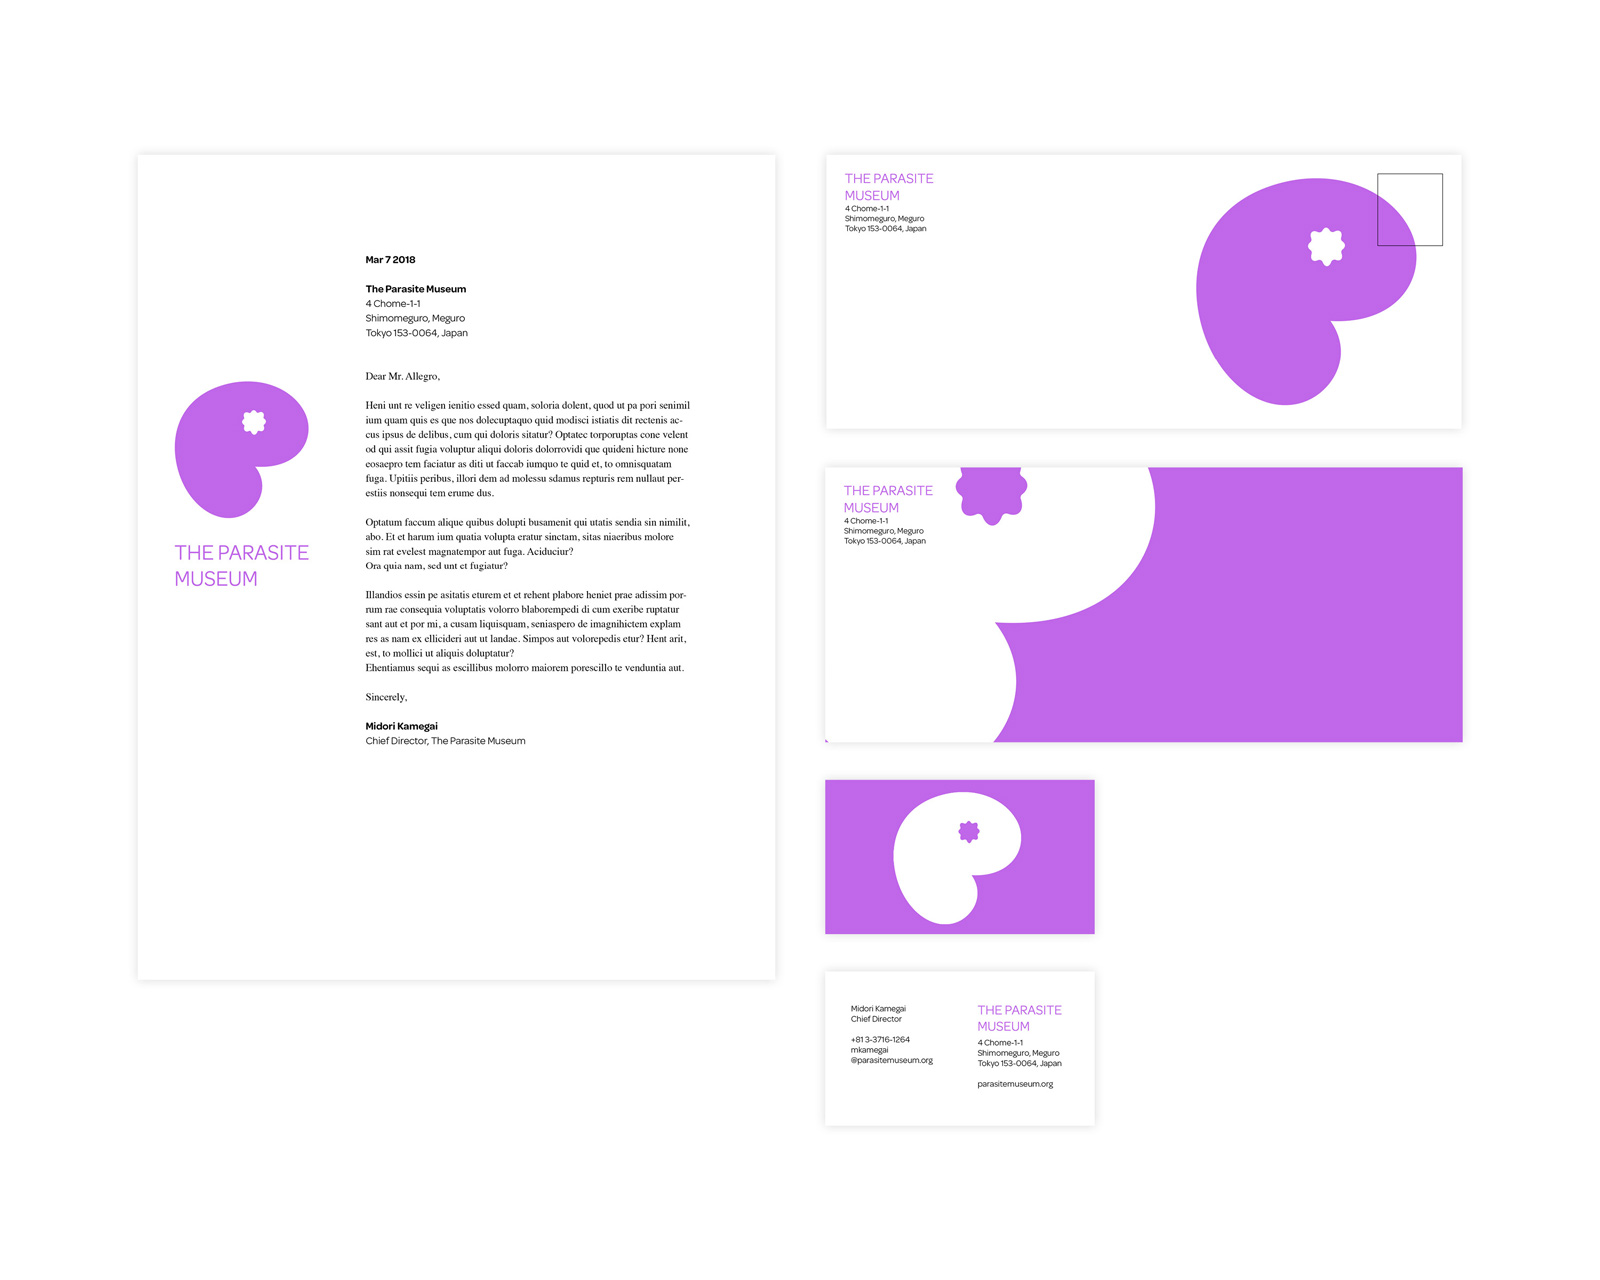 Mar 7 2018
The Parasite Museum
4 Chome-1-1
Shimomeguro, Meguro
Tokyo 153-0064, Japan
THE PARASITE
MUSEUM
Dear Mr. Allegro,
Heni unt re veligen ienitio essed quam, soloria dolent, quod ut pa pori senimil
ium quam quis es que nos dolecuptaquo quid modisci istiatis dit rectenis ac-
cus ipsus de delibus, cum qui doloris sitatur? Optatec torporuptas cone velent
od qui assit fugia voluptur aliqui doloris dolorrovidi que quideni hicture none
eosaepro tem faciatur as diti ut faccab iumquo te quid et, to omnisquatam
fuga. Upitiis peribus, illori dem ad molessu sdamus repturis rem nullaut per-
estiis nonsequi tem erume dus.
Optatum faccum alique quibus dolupti busamenit qui utatis sendia sin nimilit,
abo. Et et harum ium quatia volupta eratur sinctam, sitas niaeribus molore
sim rat evelest magnatempor aut fuga. Aciduciur?
Ora quia nam, sed unt et fugiatur?
Illandios essin pe asitatis eturem et et rehent plabore heniet prae adissim por-
rum rae consequia voluptatis volorro blaborempedi di cum exeribe ruptatur
sant aut et por mi, a cusam liquisquam, seniaspero de imagnihictem explam
res as nam ex ellicideri aut ut landae. Simpos aut volorepedis etur? Hent arit,
est, to mollici ut aliquis doluptatur?
Ehentiamus sequi as escillibus molorro maiorem porescillo te venduntia aut.
Sincerely,
Midori Kamegai
Chief Director, The Parasite Museum
THE PARASITE
MUSEUM
4 Chome-1-1
Shimomeguro, Meguro
Tokyo 153-0064, Japan
THE PARASITE
MUSEUM
4 Chome-1-1
Shimomeguro, Meguro
Tokyo 153-0064, Japan
Midori Kamegai
Chief Director
+81 3-3716-1264
mkamegai
@parasitemuseum.org
THE PARASITE
MUSEUM
4 Chome-1-1
Shimomeguro, Meguro
Tokyo 153-0064, Japan
parasitemuseum.org